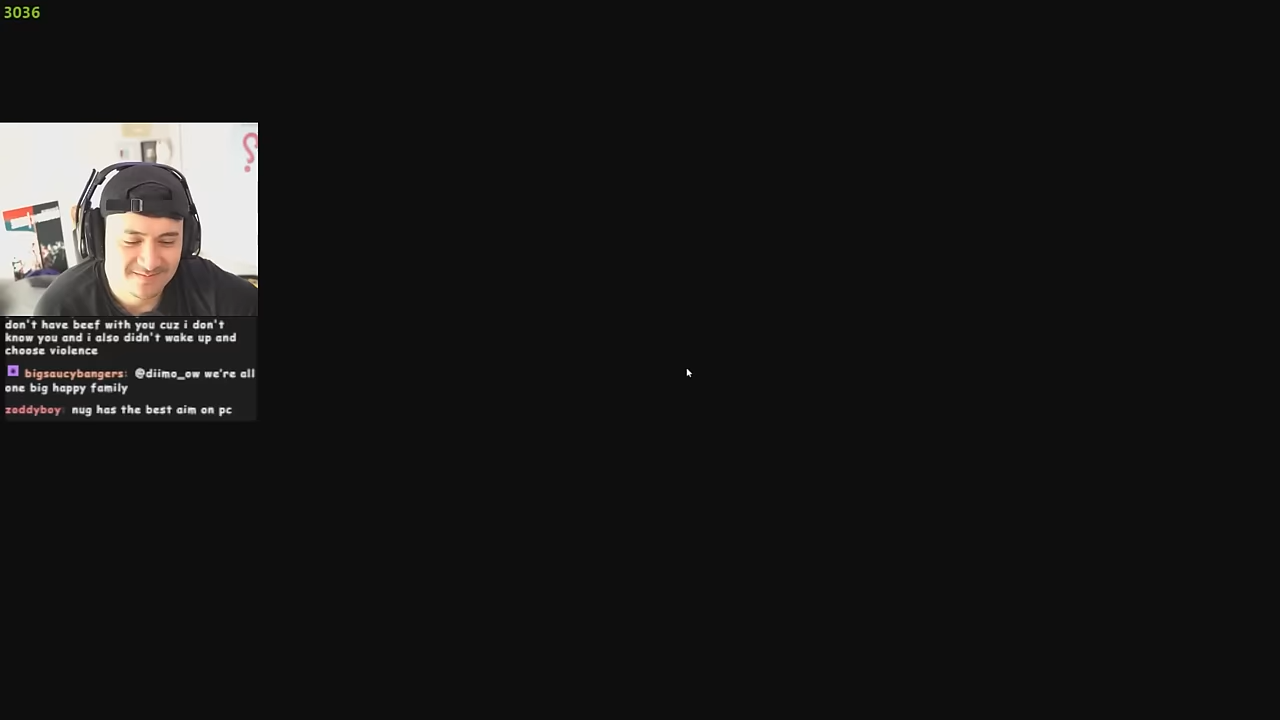 3036
?
don't have beef with you cuz i don't
know you and i also didn't wake up and
choose violence
bigsaucybangers: @diimo_ow we're all
one big happy family
zoddyboy: nug has the best aim on pc